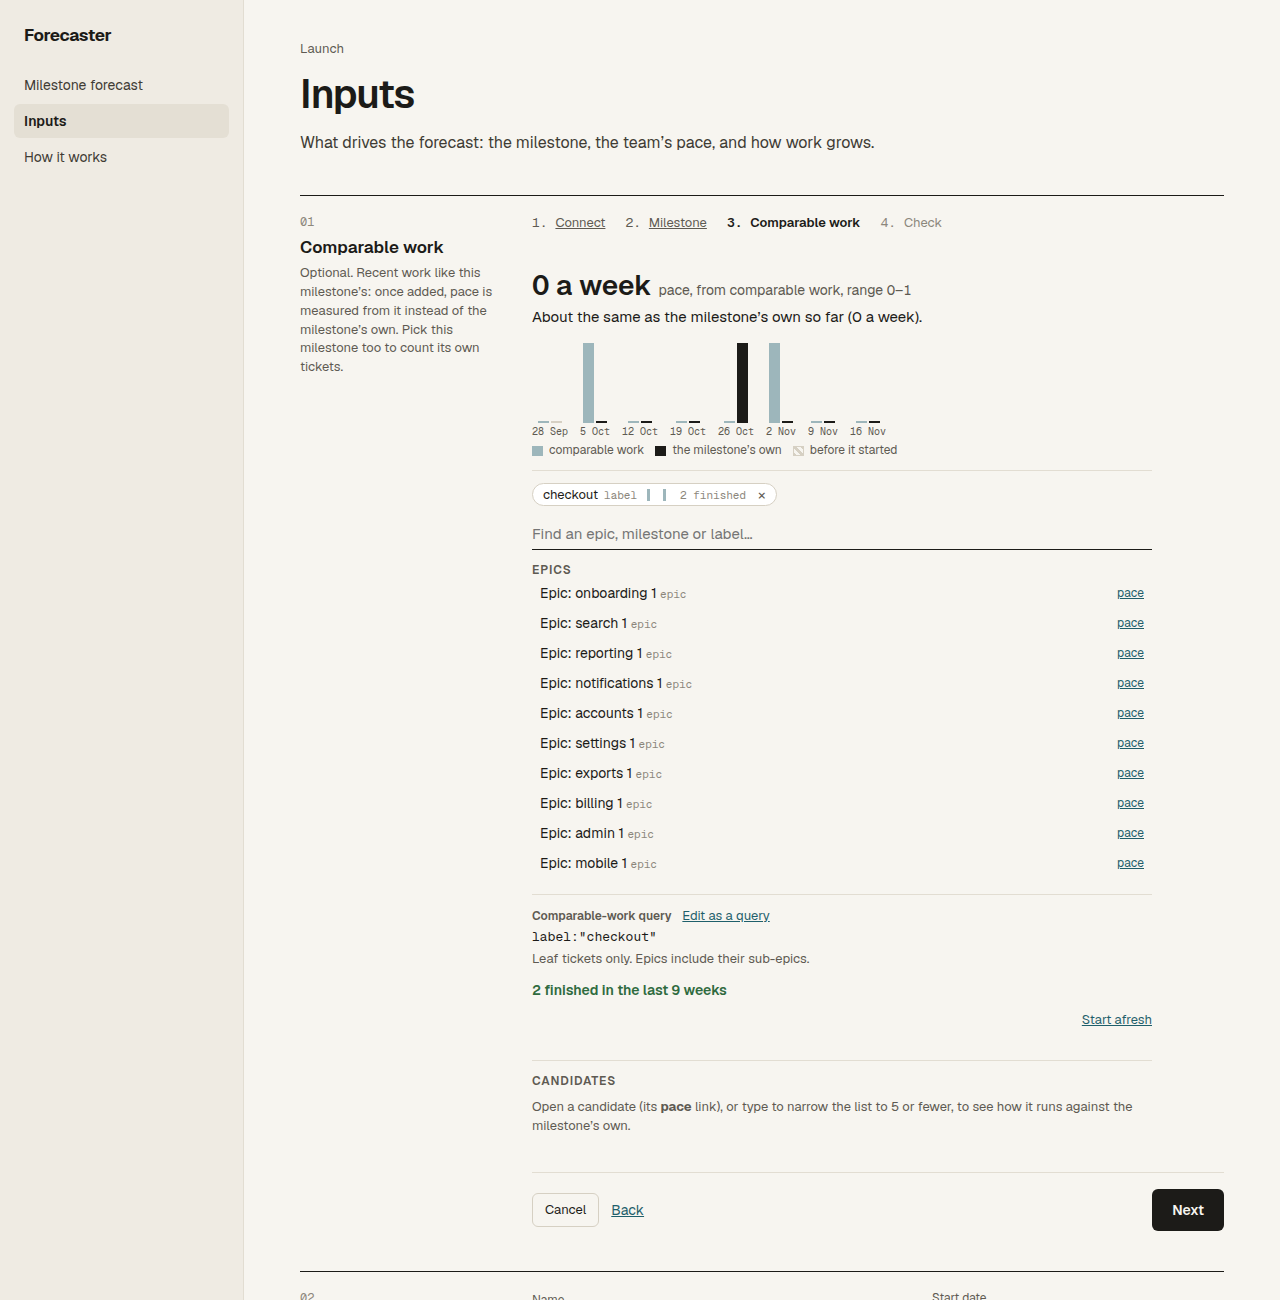 Forecaster
Milestone forecast
Inputs
How it works
Launch
Inputs
What drives the forecast: the milestone, the team’s pace, and how work grows.
01
Comparable work
Optional. Recent work like this
milestone’s: once added, pace is
measured from it instead of the
milestone’s own. Pick this
milestone too to count its own
tickets.
1. Connect 2. Milestone 3. Comparable work 4. Check
0 a week pace, from comparable work, range 0–1
About the same as the milestone’s own so far (0 a week).
28 Sep 5 Oct 12 Oct 19 Oct 26 Oct 2 Nov 9 Nov 16 Nov
comparable work the milestone’s own before it started
checkout label 2 finished ×
Find an epic, milestone or label…
EPICS
Epic: onboarding 1 epic pace
Epic: search 1 epic pace
Epic: reporting 1 epic pace
Epic: notifications 1 epic pace
Epic: accounts 1 epic pace
Epic: settings 1 epic pace
Epic: exports 1 epic pace
Epic: billing 1 epic pace
Epic: admin 1 epic pace
Epic: mobile 1 epic pace
Comparable-work query Edit as a query
label:"checkout"
Leaf tickets only. Epics include their sub-epics.
2 finished in the last 9 weeks
Start afresh
CANDIDATES
Open a candidate (its pace link), or type to narrow the list to 5 or fewer, to see how it runs against the
milestone’s own.
Cancel Back Next
02
Name Start date